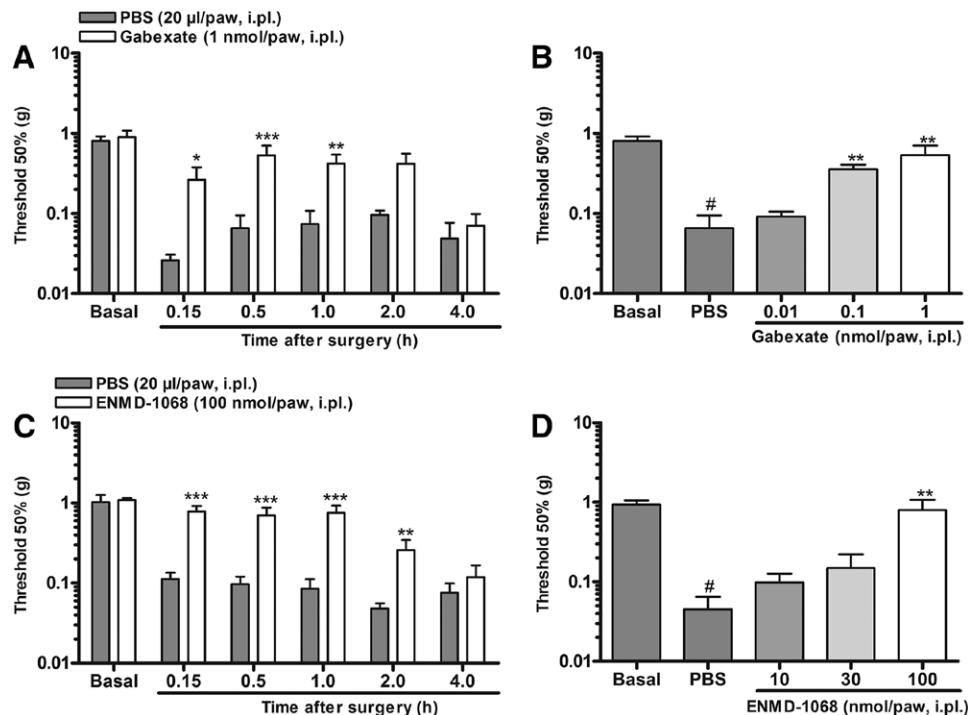 PBS (20 µl/paw, i.pl.)
Gabexate (1 nmol/paw, i.pl.)
A
Threshold 50% (g)
10
1
0.1
0.01
* *** **
Basal 0.15 0.5 1.0 2.0 4.0
Time after surgery (h)
B
Threshold 50% (g)
10
1
0.1
0.01
# ** **
Basal PBS 0.01 0.1 1
Gabexate (nmol/paw, i.pl.)
PBS (20 µl/paw, i.pl.)
ENMD-1068 (100 nmol/paw, i.pl.)
C
Threshold 50% (g)
10
1
0.1
0.01
*** *** *** **
Basal 0.15 0.5 1.0 2.0 4.0
Time after surgery (h)
D
Threshold 50% (g)
10
1
0.1
0.01
# **
Basal PBS 10 30 100
ENMD-1068 (nmol/paw, i.pl.)